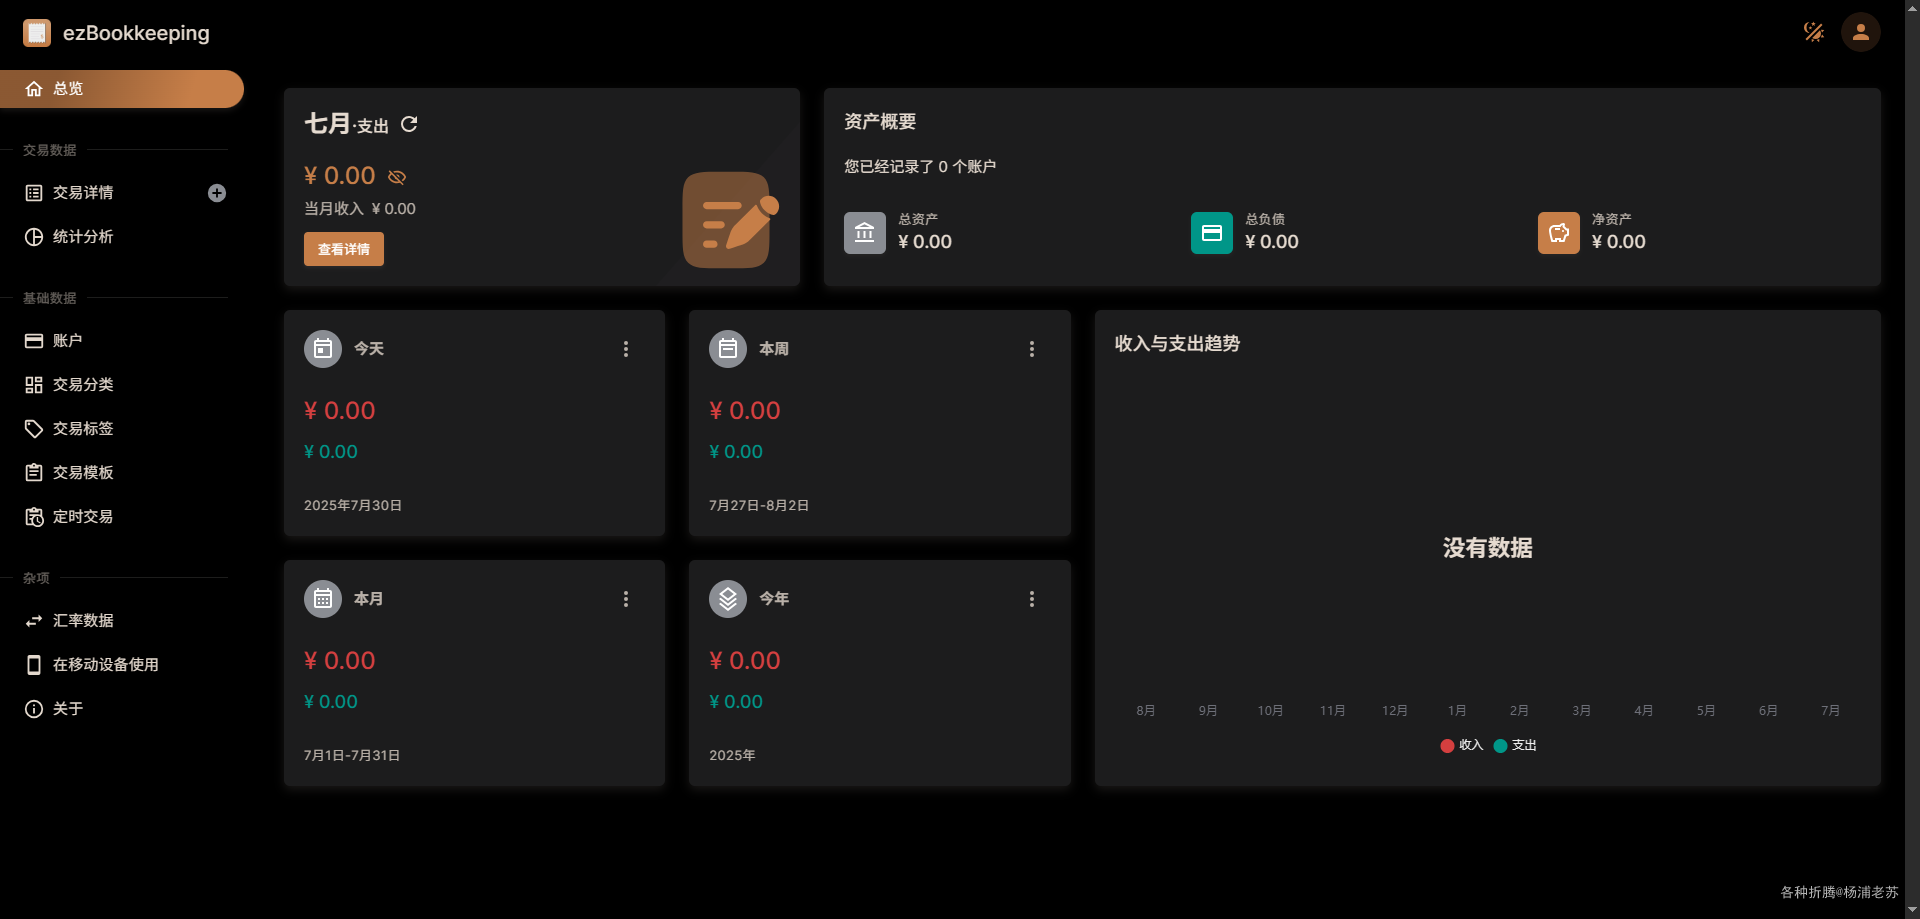 ezBookkeeping
总览
交易数据
交易详情
统计分析
基础数据
账户
交易分类
交易标签
交易模板
定时交易
杂项
汇率数据
在移动设备使用
关于
七月·支出
¥ 0.00
当月收入 ¥ 0.00
查看详情
资产概要
您已经记录了 0 个账户
总资产
¥ 0.00
总负债
¥ 0.00
净资产
¥ 0.00
今天
¥ 0.00
¥ 0.00
2025年7月30日
本周
¥ 0.00
¥ 0.00
7月27日-8月2日
本月
¥ 0.00
¥ 0.00
7月1日-7月31日
今年
¥ 0.00
¥ 0.00
2025年
收入与支出趋势
没有数据
8月 9月 10月 11月 12月 1月 2月 3月 4月 5月 6月 7月
收入 支出
各种折腾@杨浦老苏